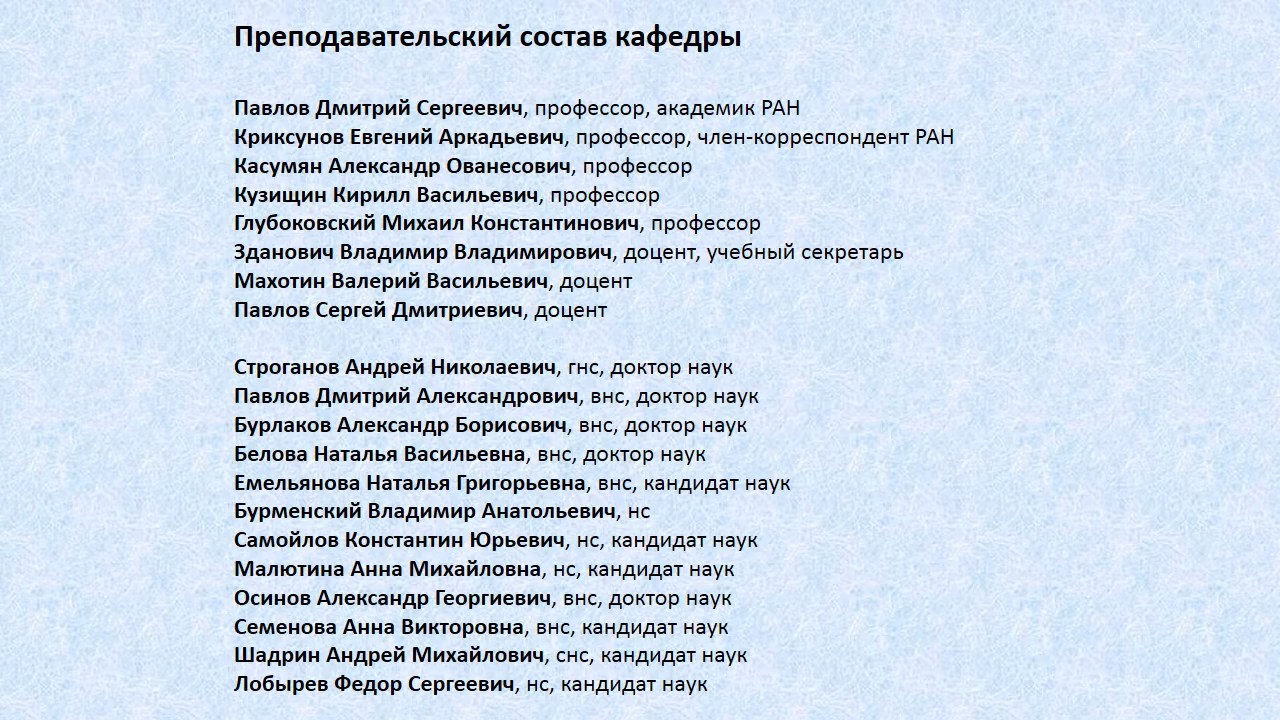 Преподавательский состав кафедры
Павлов Дмитрий Сергеевич, профессор, академик РАН
Криксунов Евгений Аркадьевич, профессор, член-корреспондент РАН
Касумян Александр Ованесович, профессор
Кузищин Кирилл Васильевич, профессор
Глубоковский Михаил Константинович, профессор
Зданович Владимир Владимирович, доцент, учебный секретарь
Махотин Валерий Васильевич, доцент
Павлов Сергей Дмитриевич, доцент
Строганов Андрей Николаевич, гнс, доктор наук
Павлов Дмитрий Александрович, внс, доктор наук
Бурлаков Александр Борисович, внс, доктор наук
Белова Наталья Васильевна, внс, доктор наук
Емельянова Наталья Григорьевна, внс, кандидат наук
Бурменский Владимир Анатольевич, нс
Самойлов Константин Юрьевич, нс, кандидат наук
Малютина Анна Михайловна, нс, кандидат наук
Осинов Александр Георгиевич, внс, доктор наук
Семенова Анна Викторовна, внс, кандидат наук
Шадрин Андрей Михайлович, снс, кандидат наук
Лобырев Федор Сергеевич, нс, кандидат наук